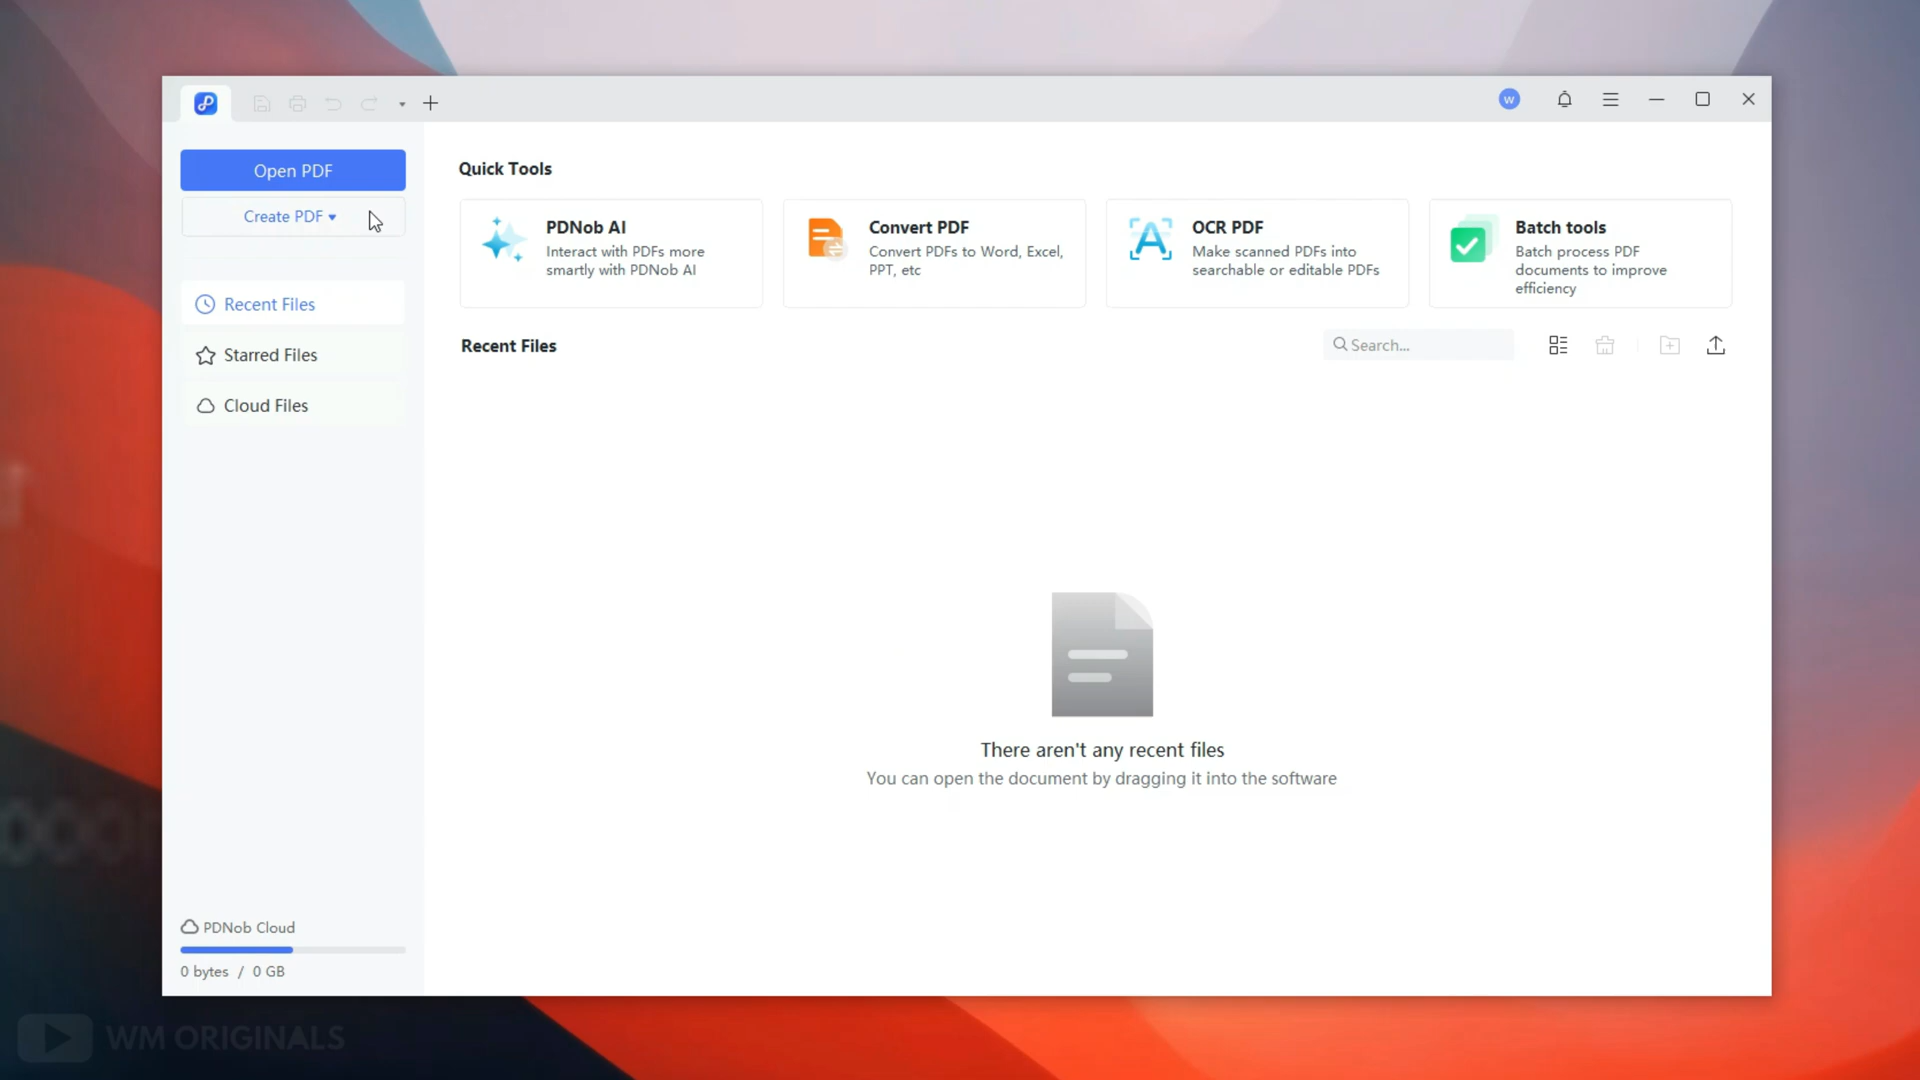 W
Open PDF
Create PDF
Recent Files
Starred Files
Cloud Files
PDNob Cloud
0 bytes / 0 GB
Quick Tools
PDNob AI
Interact with PDFs more
smartly with PDNob AI
Convert PDF
Convert PDFs to Word, Excel,
PPT, etc
OCR PDF
Make scanned PDFs into
searchable or editable PDFs
Batch tools
Batch process PDF
documents to improve
efficiency
Recent Files
Search...
There aren't any recent files
You can open the document by dragging it into the software
WM ORIGINALS